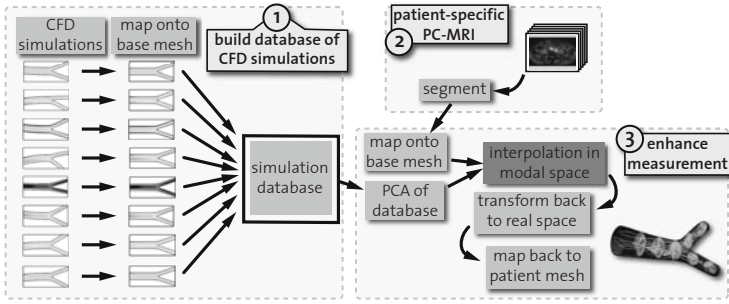 CFD
simulations
map onto
base mesh
1
build database of
CFD simulations
simulation
database
patient-specific
PC-MRI
2
segment
3
enhance
measurement
map onto
base mesh
PCA of
database
interpolation in
modal space
transform back
to real space
map back to
patient mesh